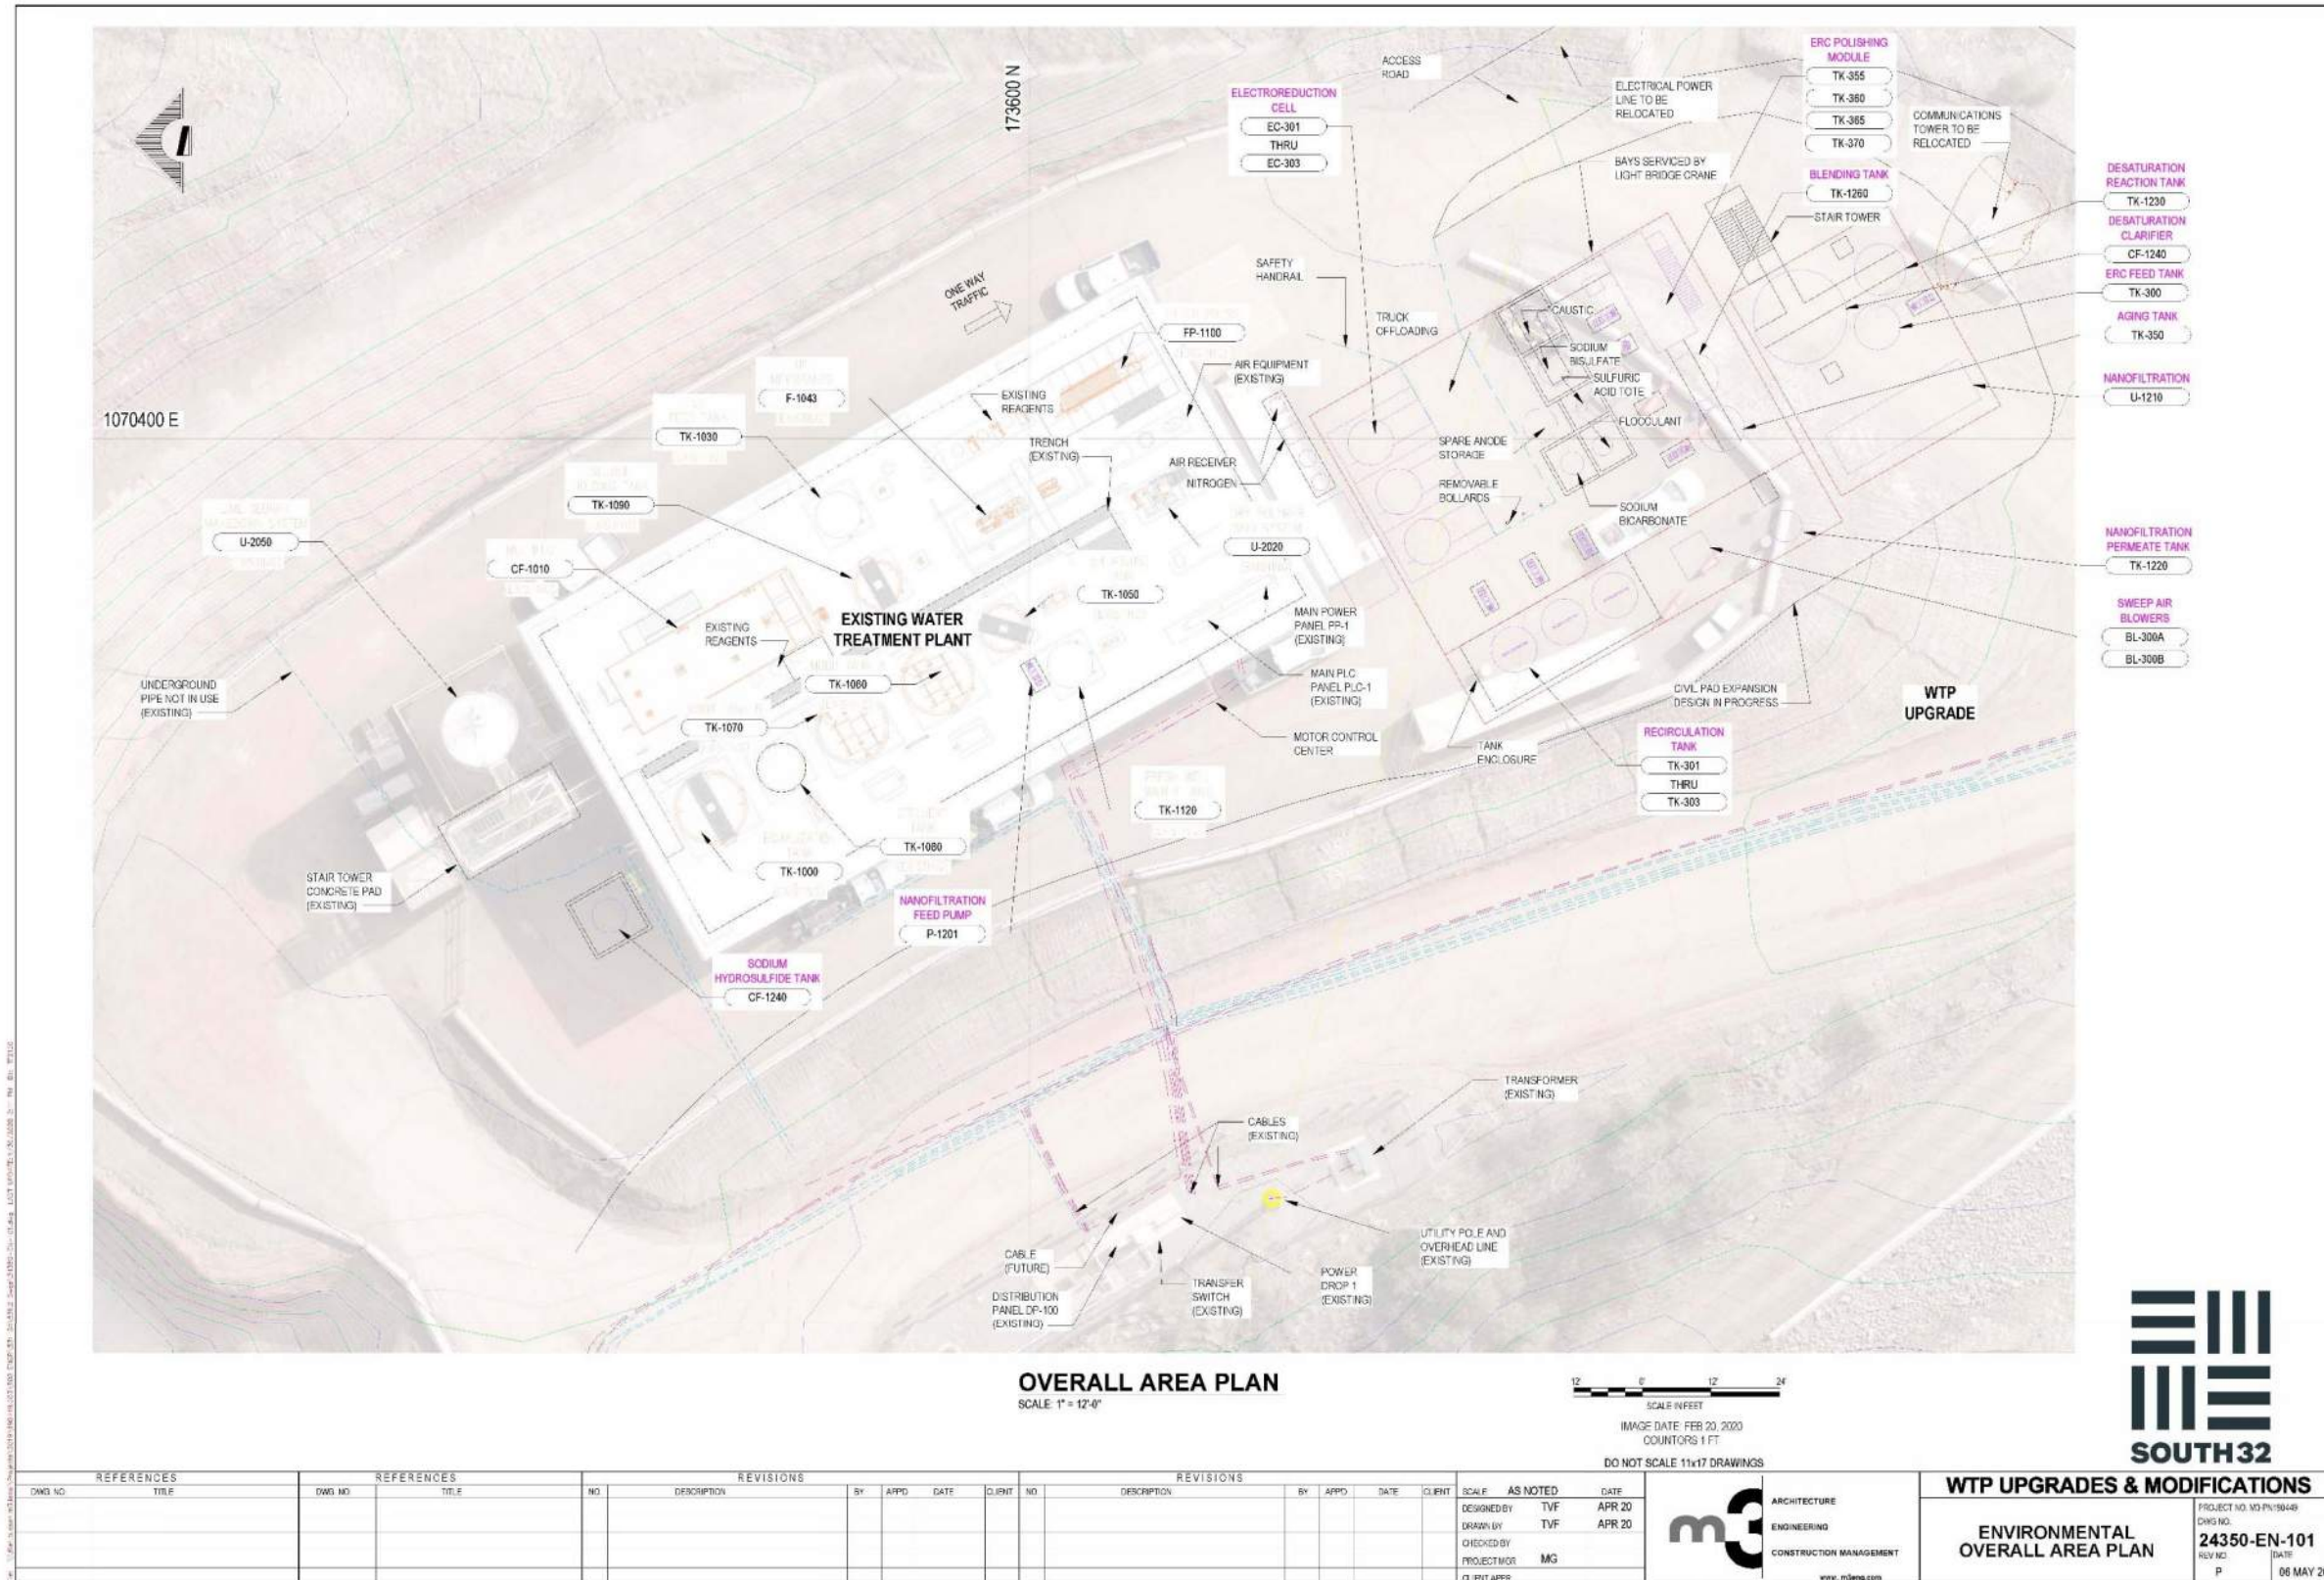 173600 N
1070400 E
ACCESS
ROAD
ELECTROREDUCTION
CELL
EC-301
THRU
EC-303
ELECTRICAL POWER
LINE TO BE
RELOCATED
ERC POLISHING
MODULE
TK-355
TK-360
TK-365
TK-370
COMMUNICATIONS
TOWER TO BE
RELOCATED
BAYS SERVICED BY
LIGHT BRIDGE CRANE
BLENDING TANK
TK-1260
STAIR TOWER
DESATURATION
REACTION TANK
TK-1230
DESATURATION
CLARIFIER
CF-1240
ERC FEED TANK
TK-300
AGING TANK
TK-350
NANOFILTRATION
U-1210
NANOFILTRATION
PERMEATE TANK
TK-1220
SWEEP AIR
BLOWERS
BL-300A
BL-300B
ONE WAY
TRAFFIC
SAFETY
HANDRAIL
TRUCK
OFFLOADING
CAUSTIC
SODIUM
BISULFATE
SULFURIC
ACID TOTE
FLOCCULANT
SPARE ANODE
STORAGE
REMOVABLE
BOLLARDS
SODIUM
BICARBONATE
FP-1100
AIR EQUIPMENT
(EXISTING)
F-1043
EXISTING
REAGENTS
TK-1030
TRENCH
(EXISTING)
AIR RECEIVER
NITROGEN
TK-1090
U-2050
CF-1010
U-2020
TK-1050
EXISTING WATER
TREATMENT PLANT
EXISTING
REAGENTS
MAIN POWER
PANEL PP-1
(EXISTING)
MAIN PLC
PANEL PLC-1
(EXISTING)
UNDERGROUND
PIPE NOT IN USE
(EXISTING)
TK-1060
TK-1070
MOTOR CONTROL
CENTER
CIVIL PAD EXPANSION
DESIGN IN PROGRESS
WTP
UPGRADE
TANK
ENCLOSURE
RECIRCULATION
TANK
TK-301
THRU
TK-303
TK-1120
TK-1080
TK-1000
STAIR TOWER
CONCRETE PAD
(EXISTING)
NANOFILTRATION
FEED PUMP
P-1201
SODIUM
HYDROSULFIDE TANK
CF-1240
TRANSFORMER
(EXISTING)
CABLES
(EXISTING)
UTILITY POLE AND
OVERHEAD LINE
(EXISTING)
CABLE
(FUTURE)
DISTRIBUTION
PANEL DP-100
(EXISTING)
TRANSFER
SWITCH
(EXISTING)
POWER
DROP 1
(EXISTING)
OVERALL AREA PLAN
SCALE: 1" = 12'-0"
12' 0' 12' 24'
SCALE IN FEET
IMAGE DATE: FEB 20, 2020
COUNTORS 1 FT
DO NOT SCALE 11x17 DRAWINGS
SOUTH32
REFERENCES REFERENCES REVISIONS REVISIONS
DWG NO TITLE DWG NO TITLE NO DESCRIPTION BY APPD DATE CLIENT NO DESCRIPTION BY APPD DATE CLIENT
SCALE AS NOTED DATE
DESIGNED BY TVF APR 20
DRAWN BY TVF APR 20
CHECKED BY
PROJECT MGR MG
CLIENT APPR
m3
ARCHITECTURE
ENGINEERING
CONSTRUCTION MANAGEMENT
www.m3eng.com
WTP UPGRADES & MODIFICATIONS
ENVIRONMENTAL
OVERALL AREA PLAN
DWG NO.
24350-EN-101
REV NO DATE
P 06 MAY